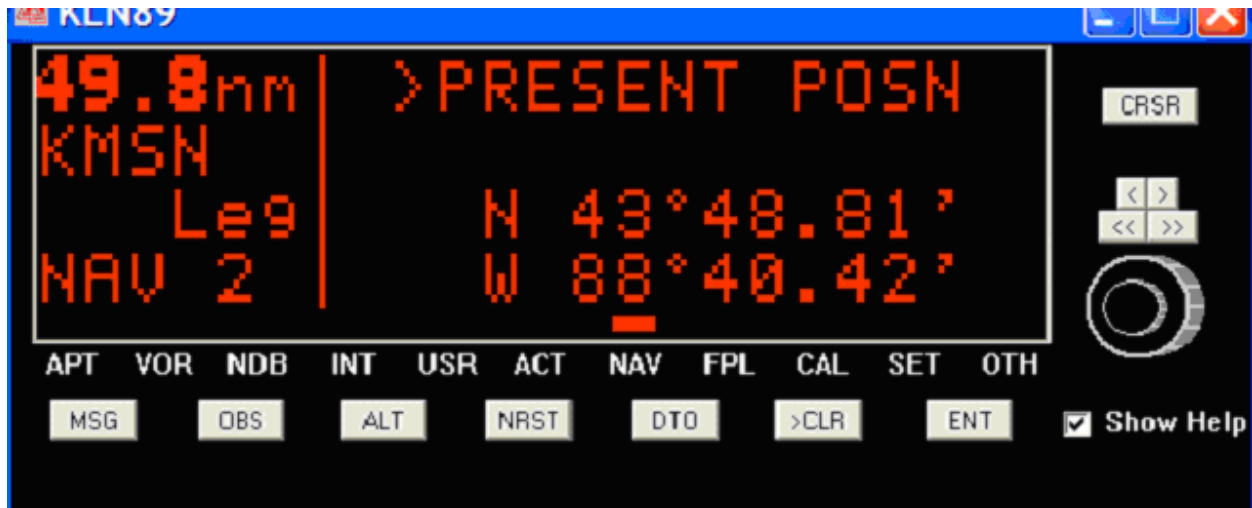 KLN89
49.8nm >PRESENT POSN
KMSN
Leg N 43°48.81'
NAV 2 W 88°40.42'
CRSR
< >
<< >>
APT VOR NDB INT USR ACT NAV FPL CAL SET OTH
MSG OBS ALT NRST DTO >CLR ENT Show Help